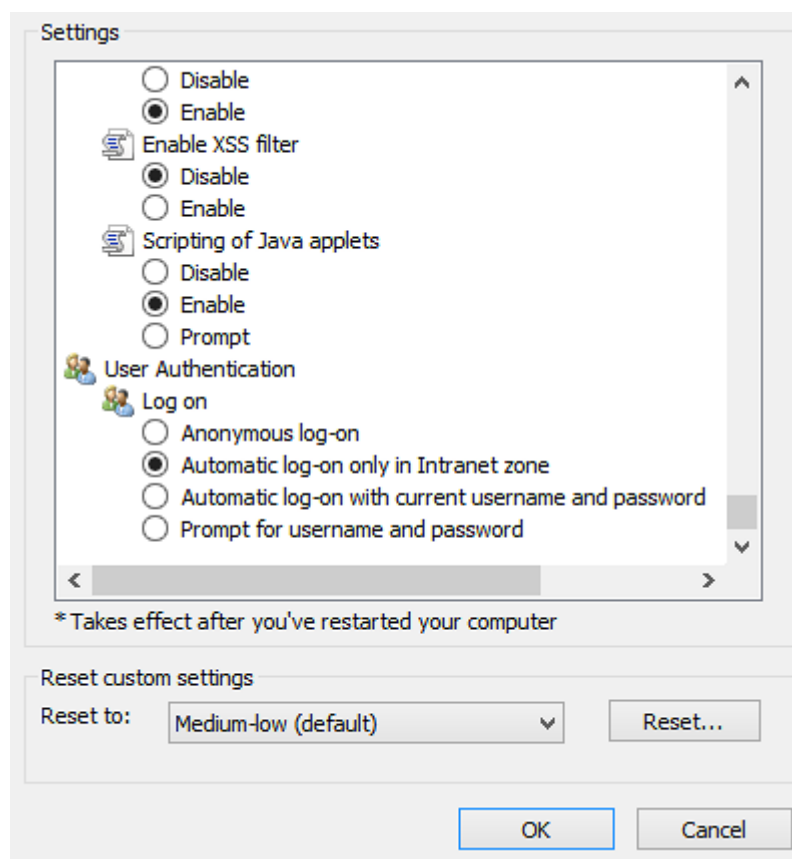 Settings
Disable
Enable
Enable XSS filter
Disable
Enable
Scripting of Java applets
Disable
Enable
Prompt
User Authentication
Log on
Anonymous log-on
Automatic log-on only in Intranet zone
Automatic log-on with current username and password
Prompt for username and password
*Takes effect after you've restarted your computer
Reset custom settings
Reset to: Medium-low (default) Reset...
OK Cancel